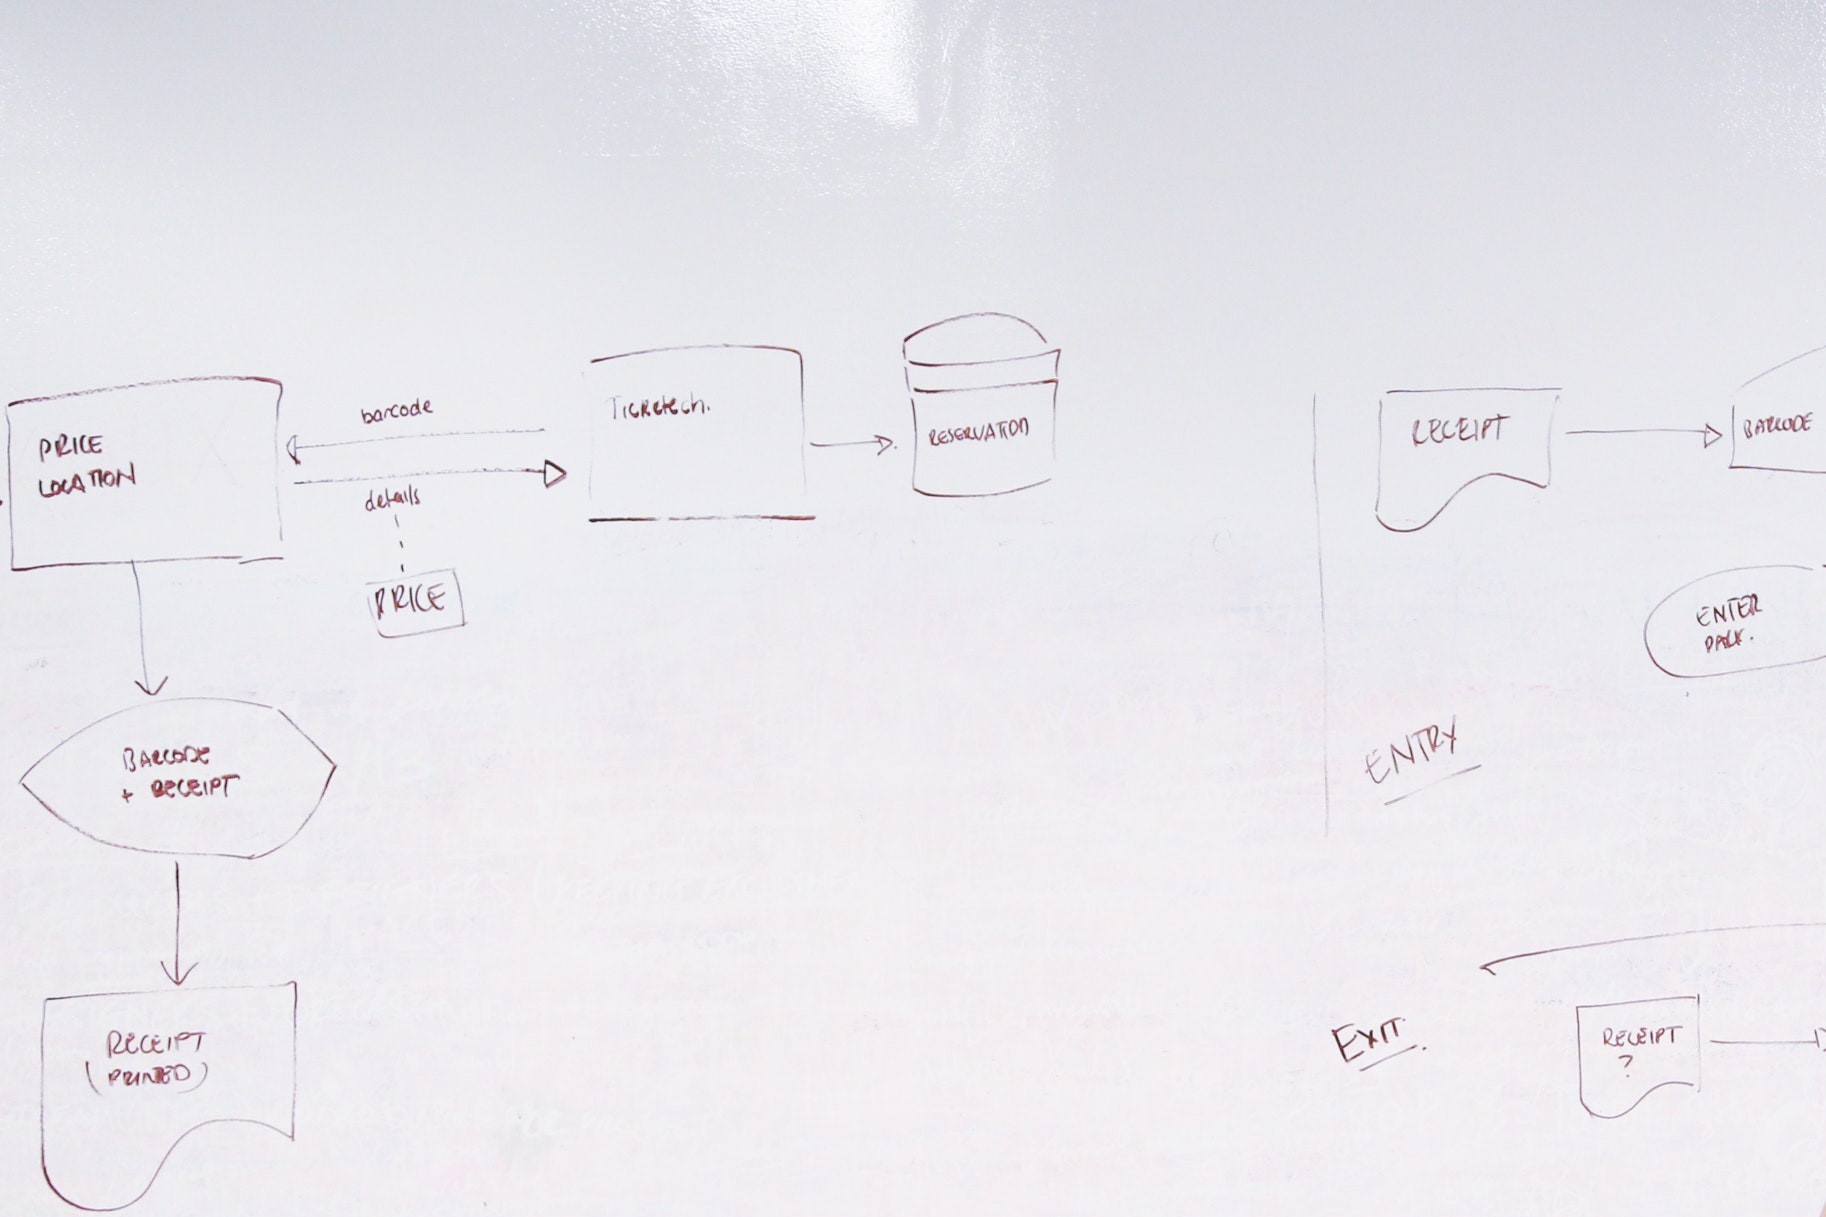 PRICE
LOCATION
barcode
details
PRICE
Ticketech.
RESERVATION
BARCODE
+ RECEIPT
RECEIPT
(PRINTED)
RECEIPT
BARCODE
ENTER
PARK.
ENTRY
EXIT.
RECEIPT
?